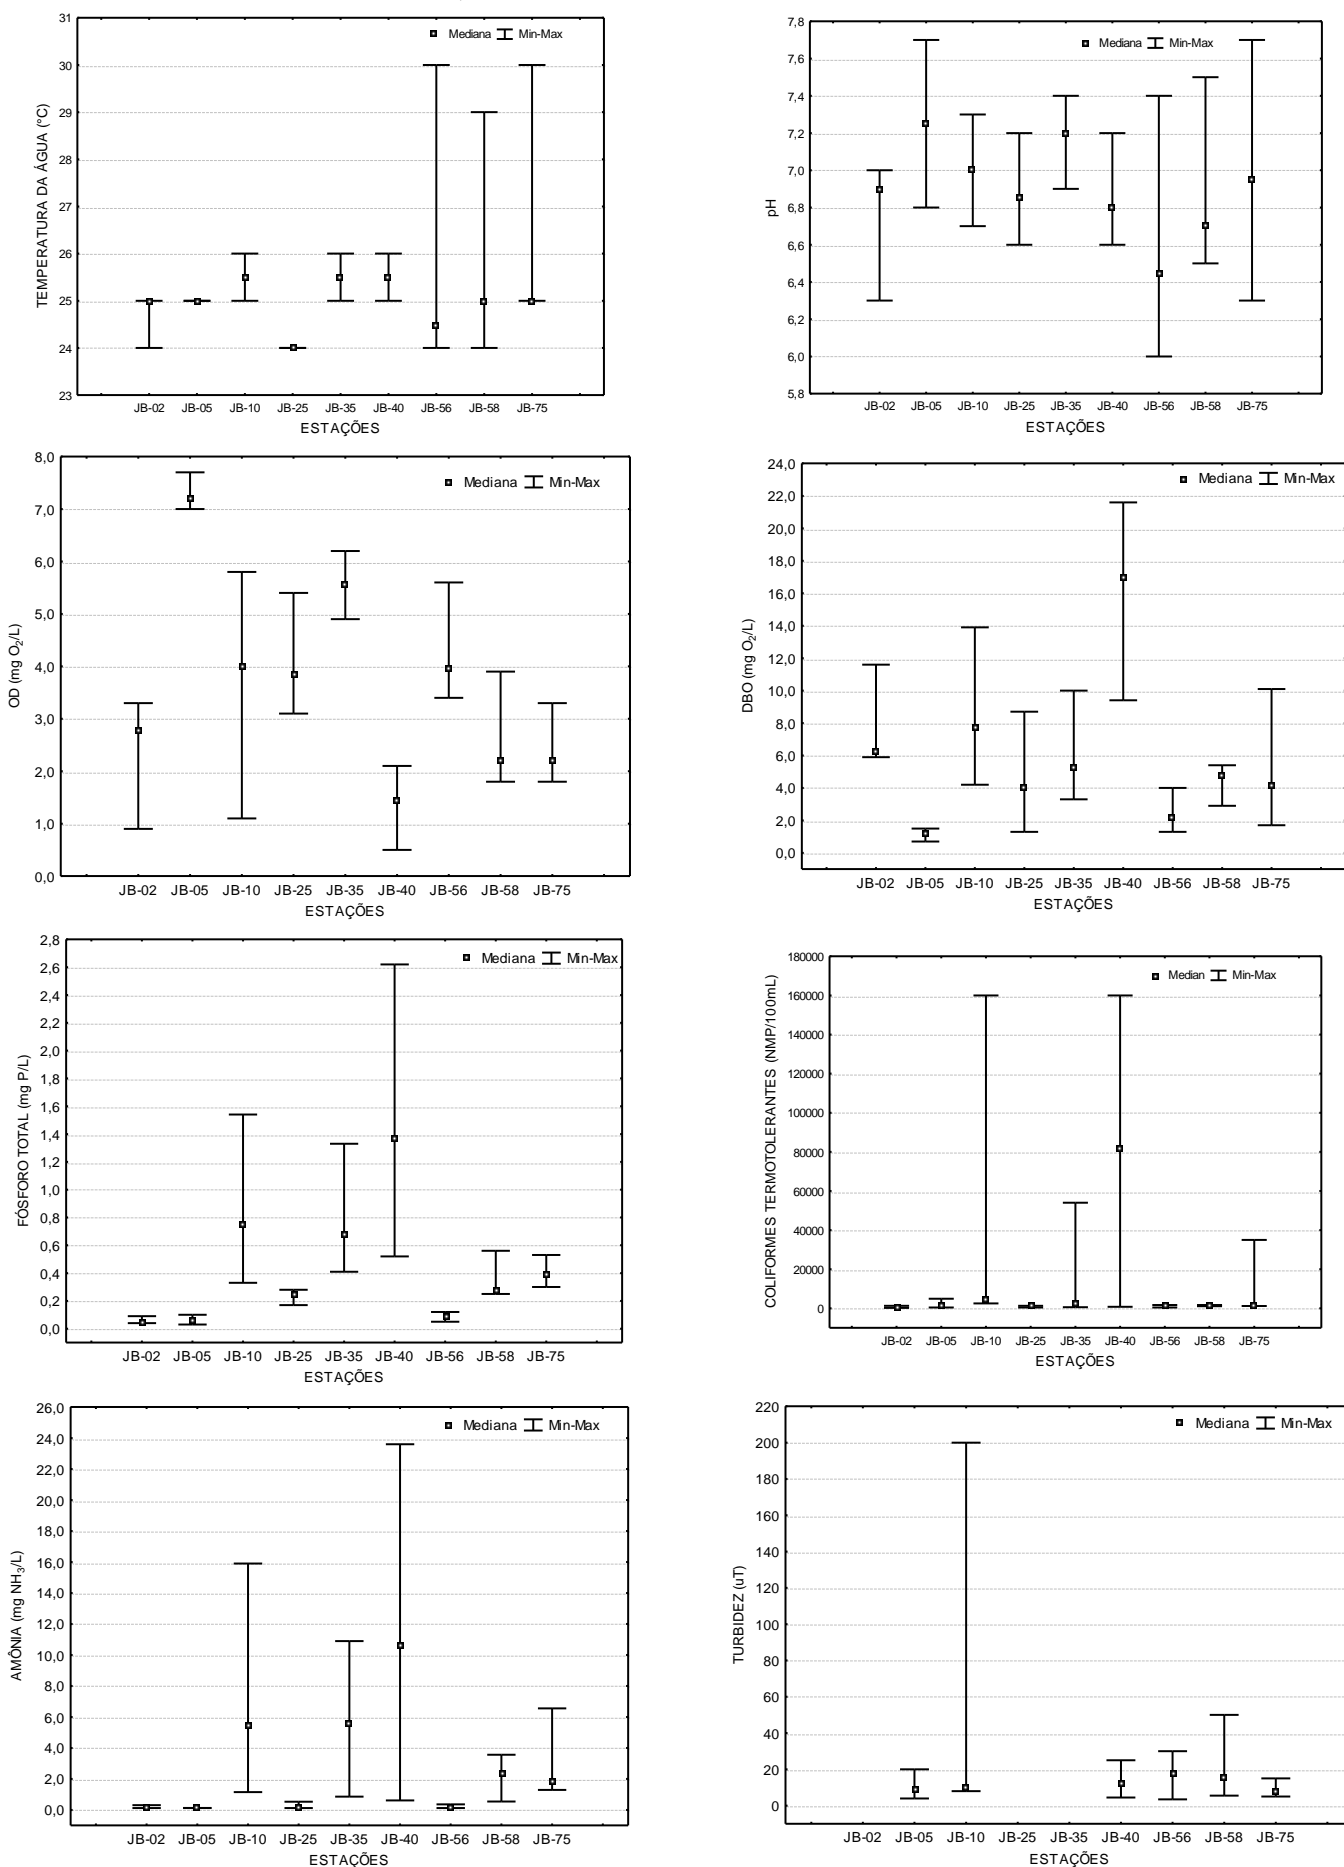 31
30
29
28
27
26
25
24
23
TEMPERATURA DA ÁGUA (°C)
Mediana Min-Max
JB-02 JB-05 JB-10 JB-25 JB-35 JB-40 JB-56 JB-58 JB-75
ESTAÇÕES
7,8
7,6
7,4
7,2
7,0
6,8
6,6
6,4
6,2
6,0
5,8
pH
Mediana Min-Max
JB-02 JB-05 JB-10 JB-25 JB-35 JB-40 JB-56 JB-58 JB-75
ESTAÇÕES
8,0
7,0
6,0
5,0
4,0
3,0
2,0
1,0
0,0
OD (mg O₂/L)
Mediana Min-Max
JB-02 JB-05 JB-10 JB-25 JB-35 JB-40 JB-56 JB-58 JB-75
ESTAÇÕES
24,0
22,0
20,0
18,0
16,0
14,0
12,0
10,0
8,0
6,0
4,0
2,0
0,0
DBO (mg O₂/L)
Mediana Min-Max
JB-02 JB-05 JB-10 JB-25 JB-35 JB-40 JB-56 JB-58 JB-75
ESTAÇÕES
2,8
2,6
2,4
2,2
2,0
1,8
1,6
1,4
1,2
1,0
0,8
0,6
0,4
0,2
0,0
FÓSFORO TOTAL (mg P/L)
Mediana Min-Max
JB-02 JB-05 JB-10 JB-25 JB-35 JB-40 JB-56 JB-58 JB-75
ESTAÇÕES
180000
160000
140000
120000
100000
80000
60000
40000
20000
0
COLIFORMES TERMOTOLERANTES (NMP/100mL)
Median Min-Max
JB-02 JB-05 JB-10 JB-25 JB-35 JB-40 JB-56 JB-58 JB-75
ESTAÇÕES
26,0
24,0
22,0
20,0
18,0
16,0
14,0
12,0
10,0
8,0
6,0
4,0
2,0
0,0
AMÔNIA (mg NH₃/L)
Mediana Min-Max
JB-02 JB-05 JB-10 JB-25 JB-35 JB-40 JB-56 JB-58 JB-75
ESTAÇÕES
220
200
180
160
140
120
100
80
60
40
20
0
TURBIDEZ (uT)
Mediana Min-Max
JB-02 JB-05 JB-10 JB-25 JB-35 JB-40 JB-56 JB-58 JB-75
ESTAÇÕES